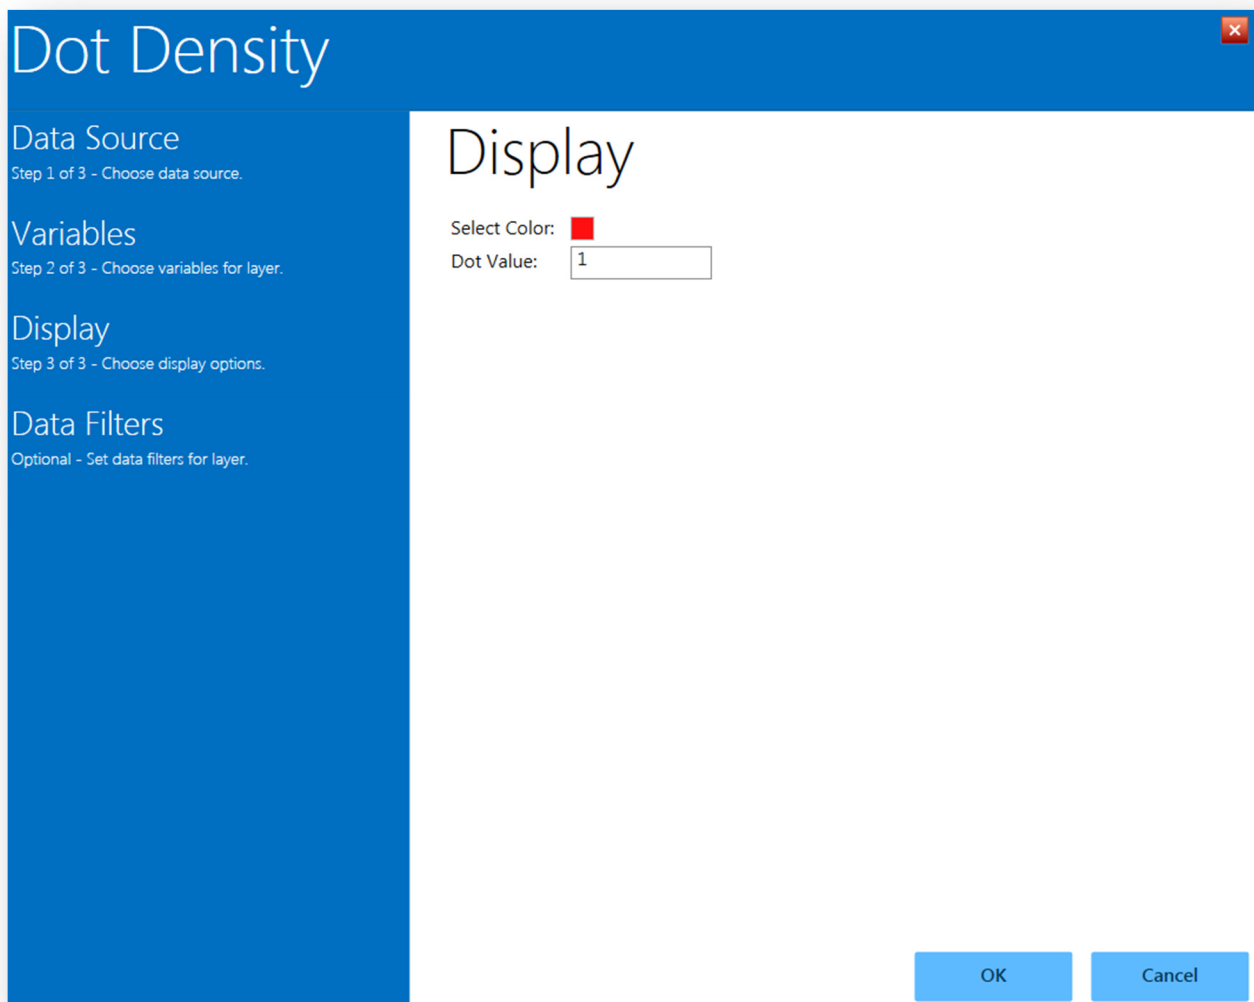 Dot Density
Data Source
Step 1 of 3 - Choose data source.
Variables
Step 2 of 3 - Choose variables for layer.
Display
Step 3 of 3 - Choose display options.
Data Filters
Optional - Set data filters for layer.
Display
Select Color:
Dot Value: 1
OK Cancel